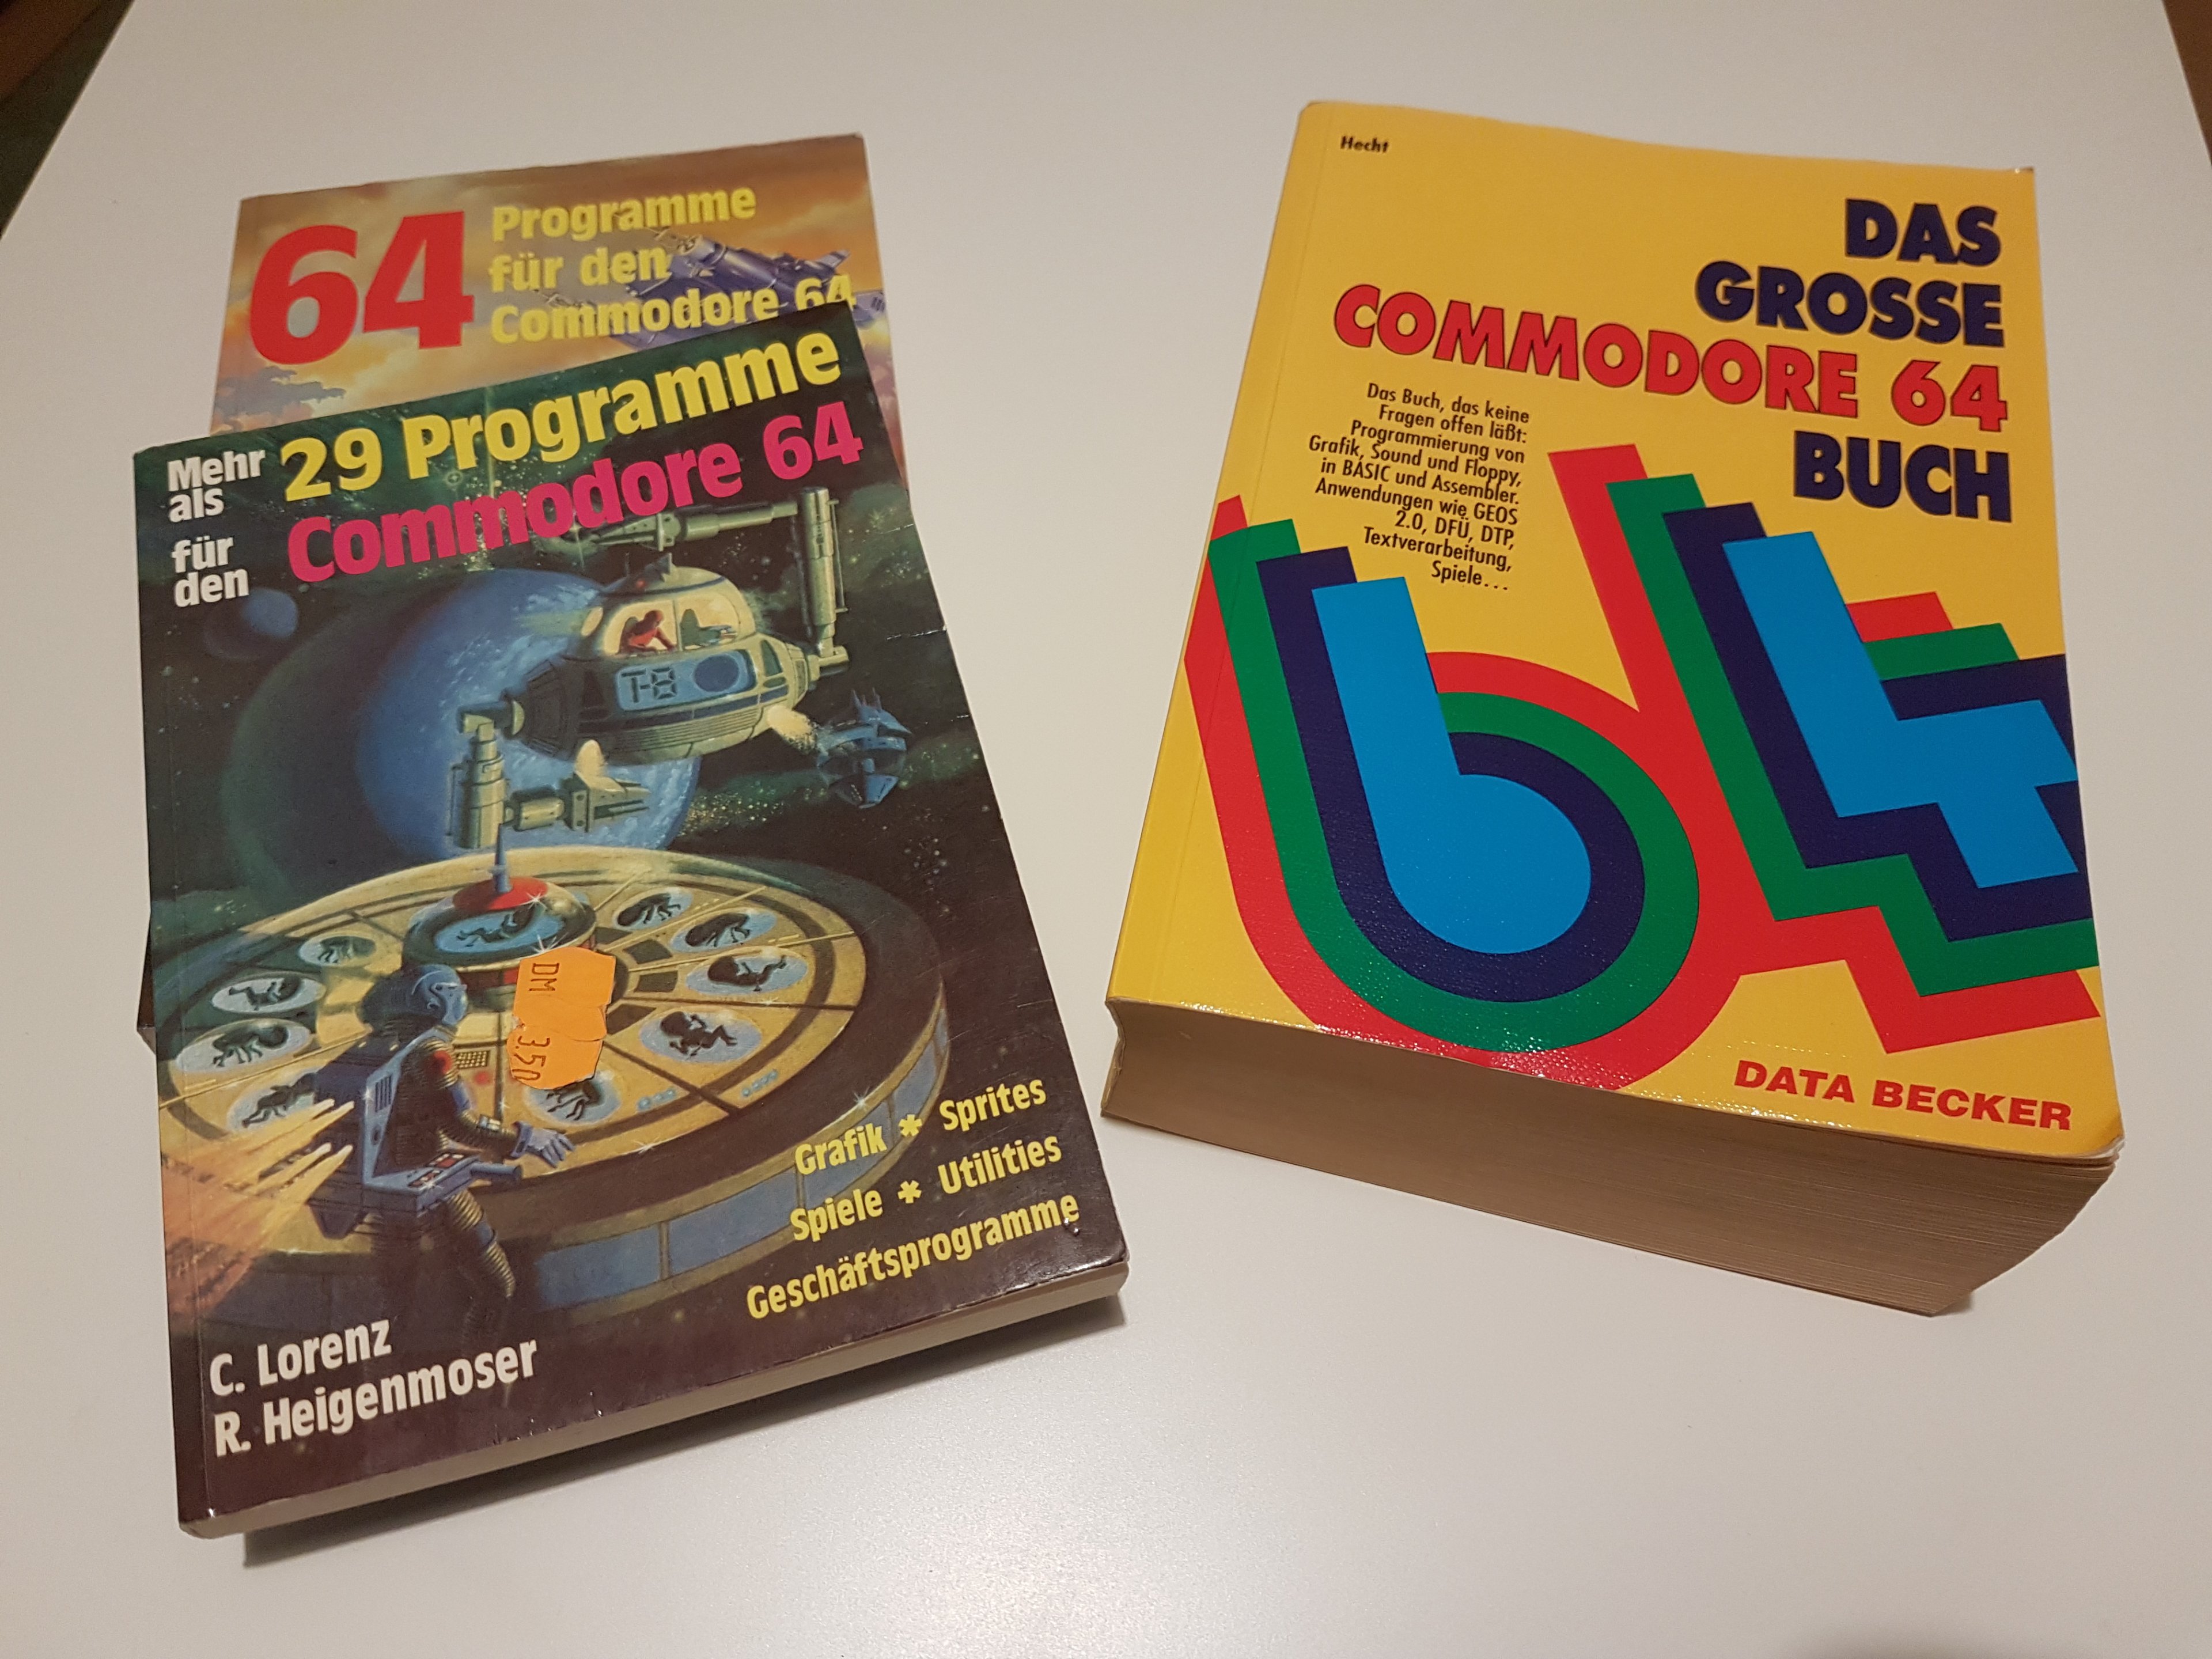 64
Programme
für den
Commodore 64
Mehr als 29 Programme
für den Commodore 64
T-8
DM 3.50
Grafik * Sprites
Spiele * Utilities
Geschäftsprogramme
C. Lorenz
R. Heigenmoser
Hecht
DAS
GROSSE
COMMODORE 64
BUCH
Das Buch, das keine
Fragen offen läßt:
Programmierung von
Grafik, Sound und Floppy,
in BASIC und Assembler.
Anwendungen wie GEOS
2.0, DFÜ, DTP,
Textverarbeitung,
Spiele...
64
DATA BECKER